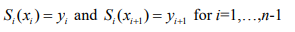 S_i(x_i) = y_i and S_i(x_{i+1}) = y_{i+1} for i=1,…,n-1